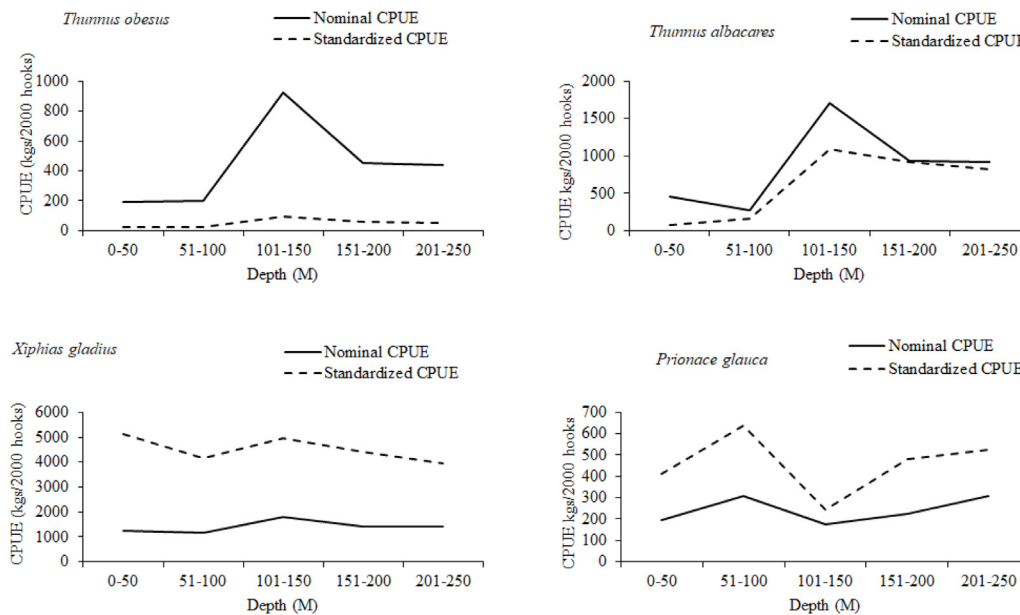 Thunnus obesus
Nominal CPUE
Standardized CPUE
CPUE (kgs/2000 hooks)
1000
800
600
400
200
0
0-50 51-100 101-150 151-200 201-250
Depth (M)
Thunnus albacares
Nominal CPUE
Standardized CPUE
CPUE kgs/2000 hooks)
2000
1500
1000
500
0
0-50 51-100 101-150 151-200 201-250
Depth (M)
Xiphias gladius
Nominal CPUE
Standardized CPUE
CPUE (kgs/2000 hooks)
6000
5000
4000
3000
2000
1000
0
0-50 51-100 101-150 151-200 201-250
Depth (M)
Prionace glauca
Nominal CPUE
Standardized CPUE
CPUE kgs/2000 hooks)
700
600
500
400
300
200
100
0
0-50 51-100 101-150 151-200 201-250
Depth (M)